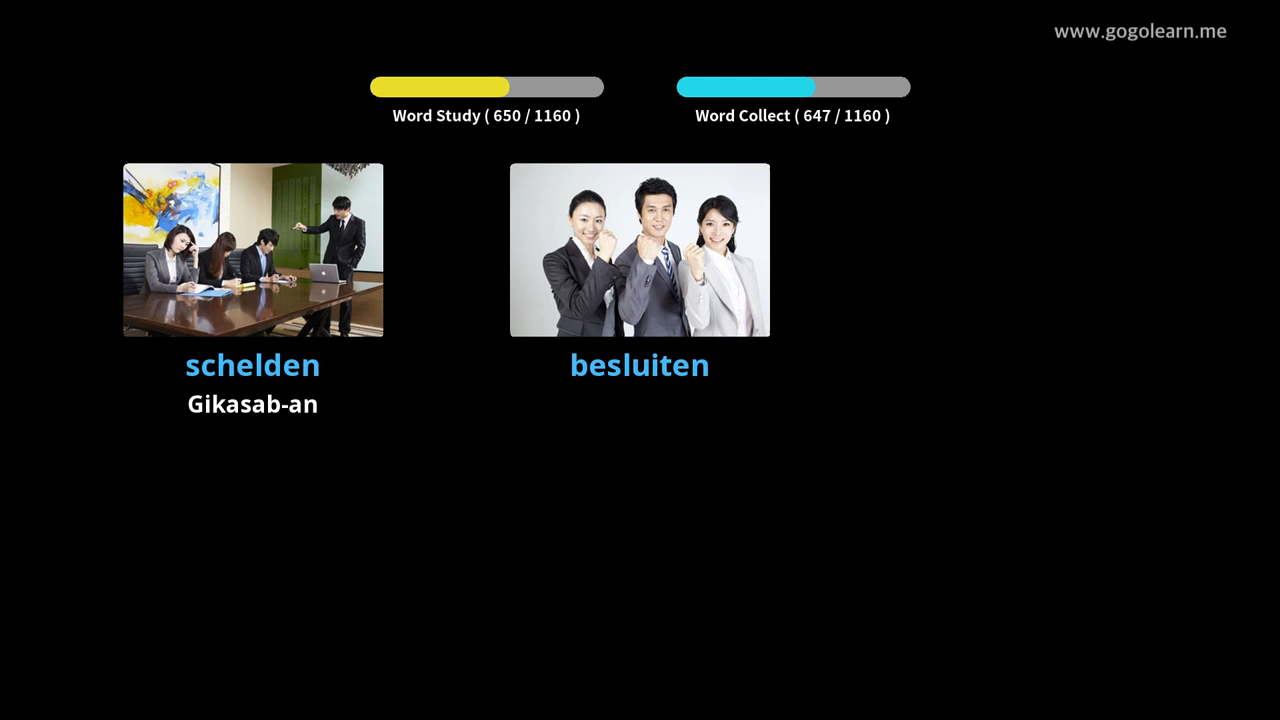 www.gogolearn.me
Word Study ( 650 / 1160 )
Word Collect ( 647 / 1160 )
schelden
Gikasab-an
besluiten